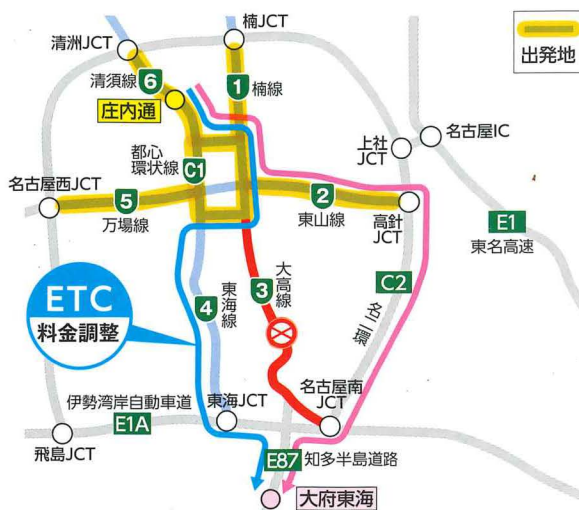 清洲JCT
楠JCT
出発地
清須線
6
1
楠線
庄内通
名古屋IC
上社
JCT
都心
環状線
C1
名古屋西JCT
5
万場線
2
東山線
高針
JCT
E1
東名高速
C2
名二環
ETC
料金調整
4
東海線
3
大高線
名古屋南
JCT
伊勢湾岸自動車道
東海JCT
E1A
飛島JCT
E87
知多半島道路
大府東海